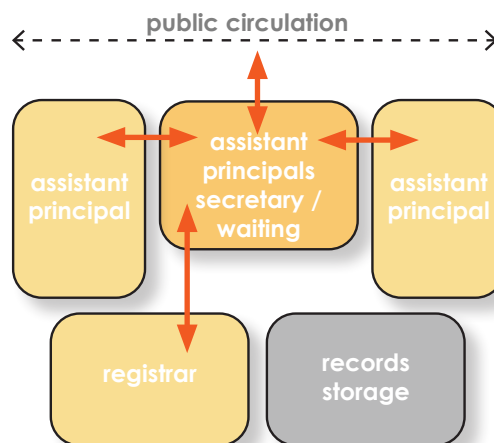 public circulation
assistant
principal
assistant
principals
secretary /
waiting
assistant
principal
registrar
records
storage